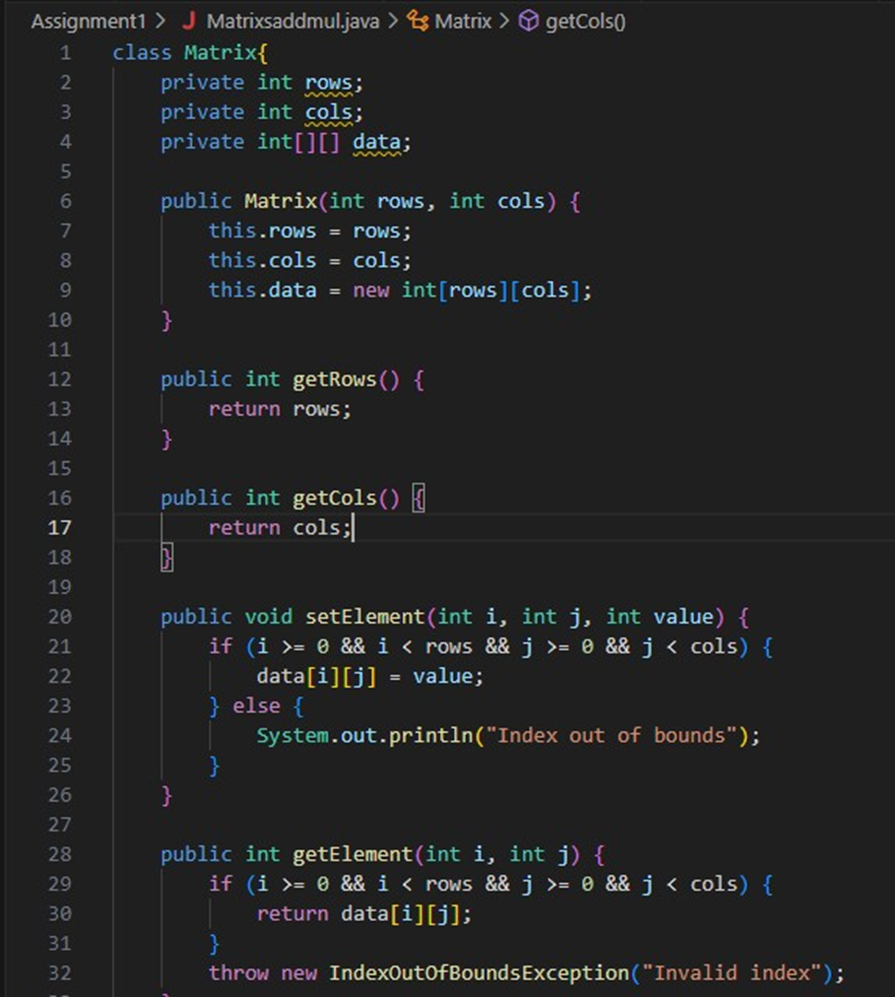 Assignment1 > J Matrixsaddmul.java > Matrix > getCols()
1 class Matrix{
2     private int rows;
3     private int cols;
4     private int[][] data;
5
6     public Matrix(int rows, int cols) {
7         this.rows = rows;
8         this.cols = cols;
9         this.data = new int[rows][cols];
10     }
11
12     public int getRows() {
13         return rows;
14     }
15
16     public int getCols() {
17         return cols;
18     }
19
20     public void setElement(int i, int j, int value) {
21         if (i >= 0 && i < rows && j >= 0 && j < cols) {
22             data[i][j] = value;
23         } else {
24             System.out.println("Index out of bounds");
25         }
26     }
27
28     public int getElement(int i, int j) {
29         if (i >= 0 && i < rows && j >= 0 && j < cols) {
30             return data[i][j];
31         }
32         throw new IndexOutOfBoundsException("Invalid index");